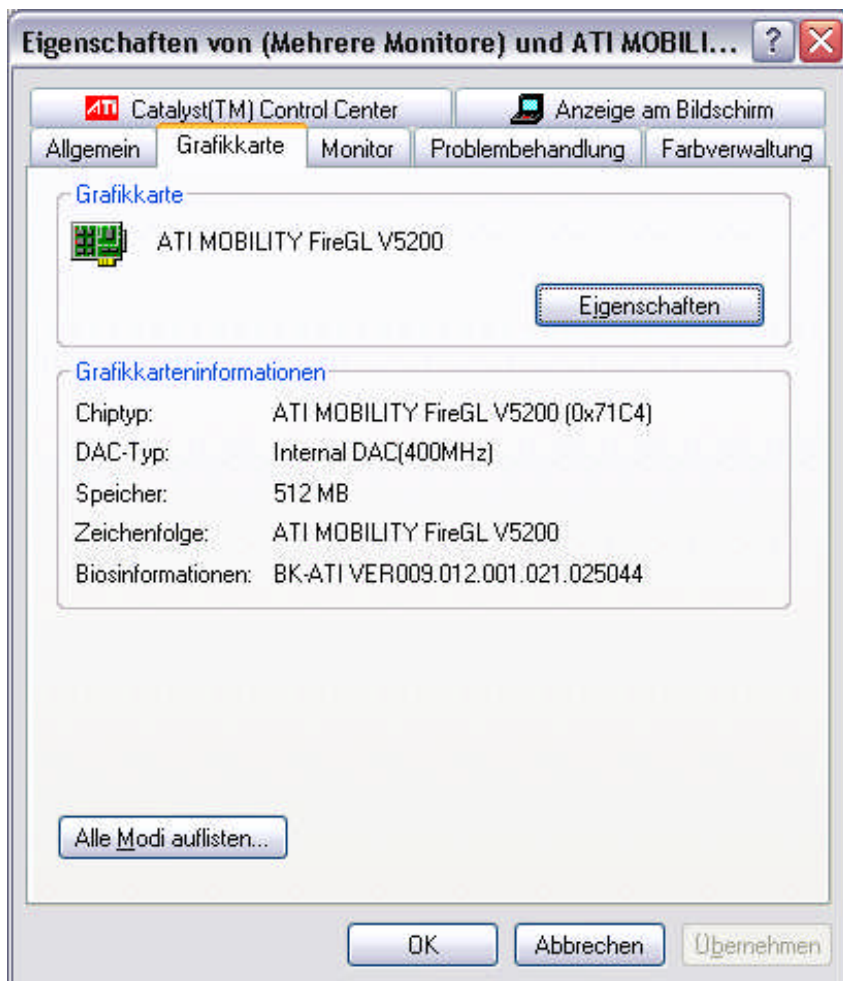 Eigenschaften von (Mehrere Monitore) und ATI MOBILI...
ATI Catalyst(TM) Control Center
Anzeige am Bildschirm
Allgemein
Grafikkarte
Monitor
Problembehandlung
Farbverwaltung
Grafikkarte
ATI MOBILITY FireGL V5200
Eigenschaften
Grafikkarteninformationen
Chiptyp: ATI MOBILITY FireGL V5200 (0x71C4)
DAC-Typ: Internal DAC(400MHz)
Speicher: 512 MB
Zeichenfolge: ATI MOBILITY FireGL V5200
Biosinformationen: BK-ATI VER009.012.001.021.025044
Alle Modi auflisten...
OK
Abbrechen
Übernehmen